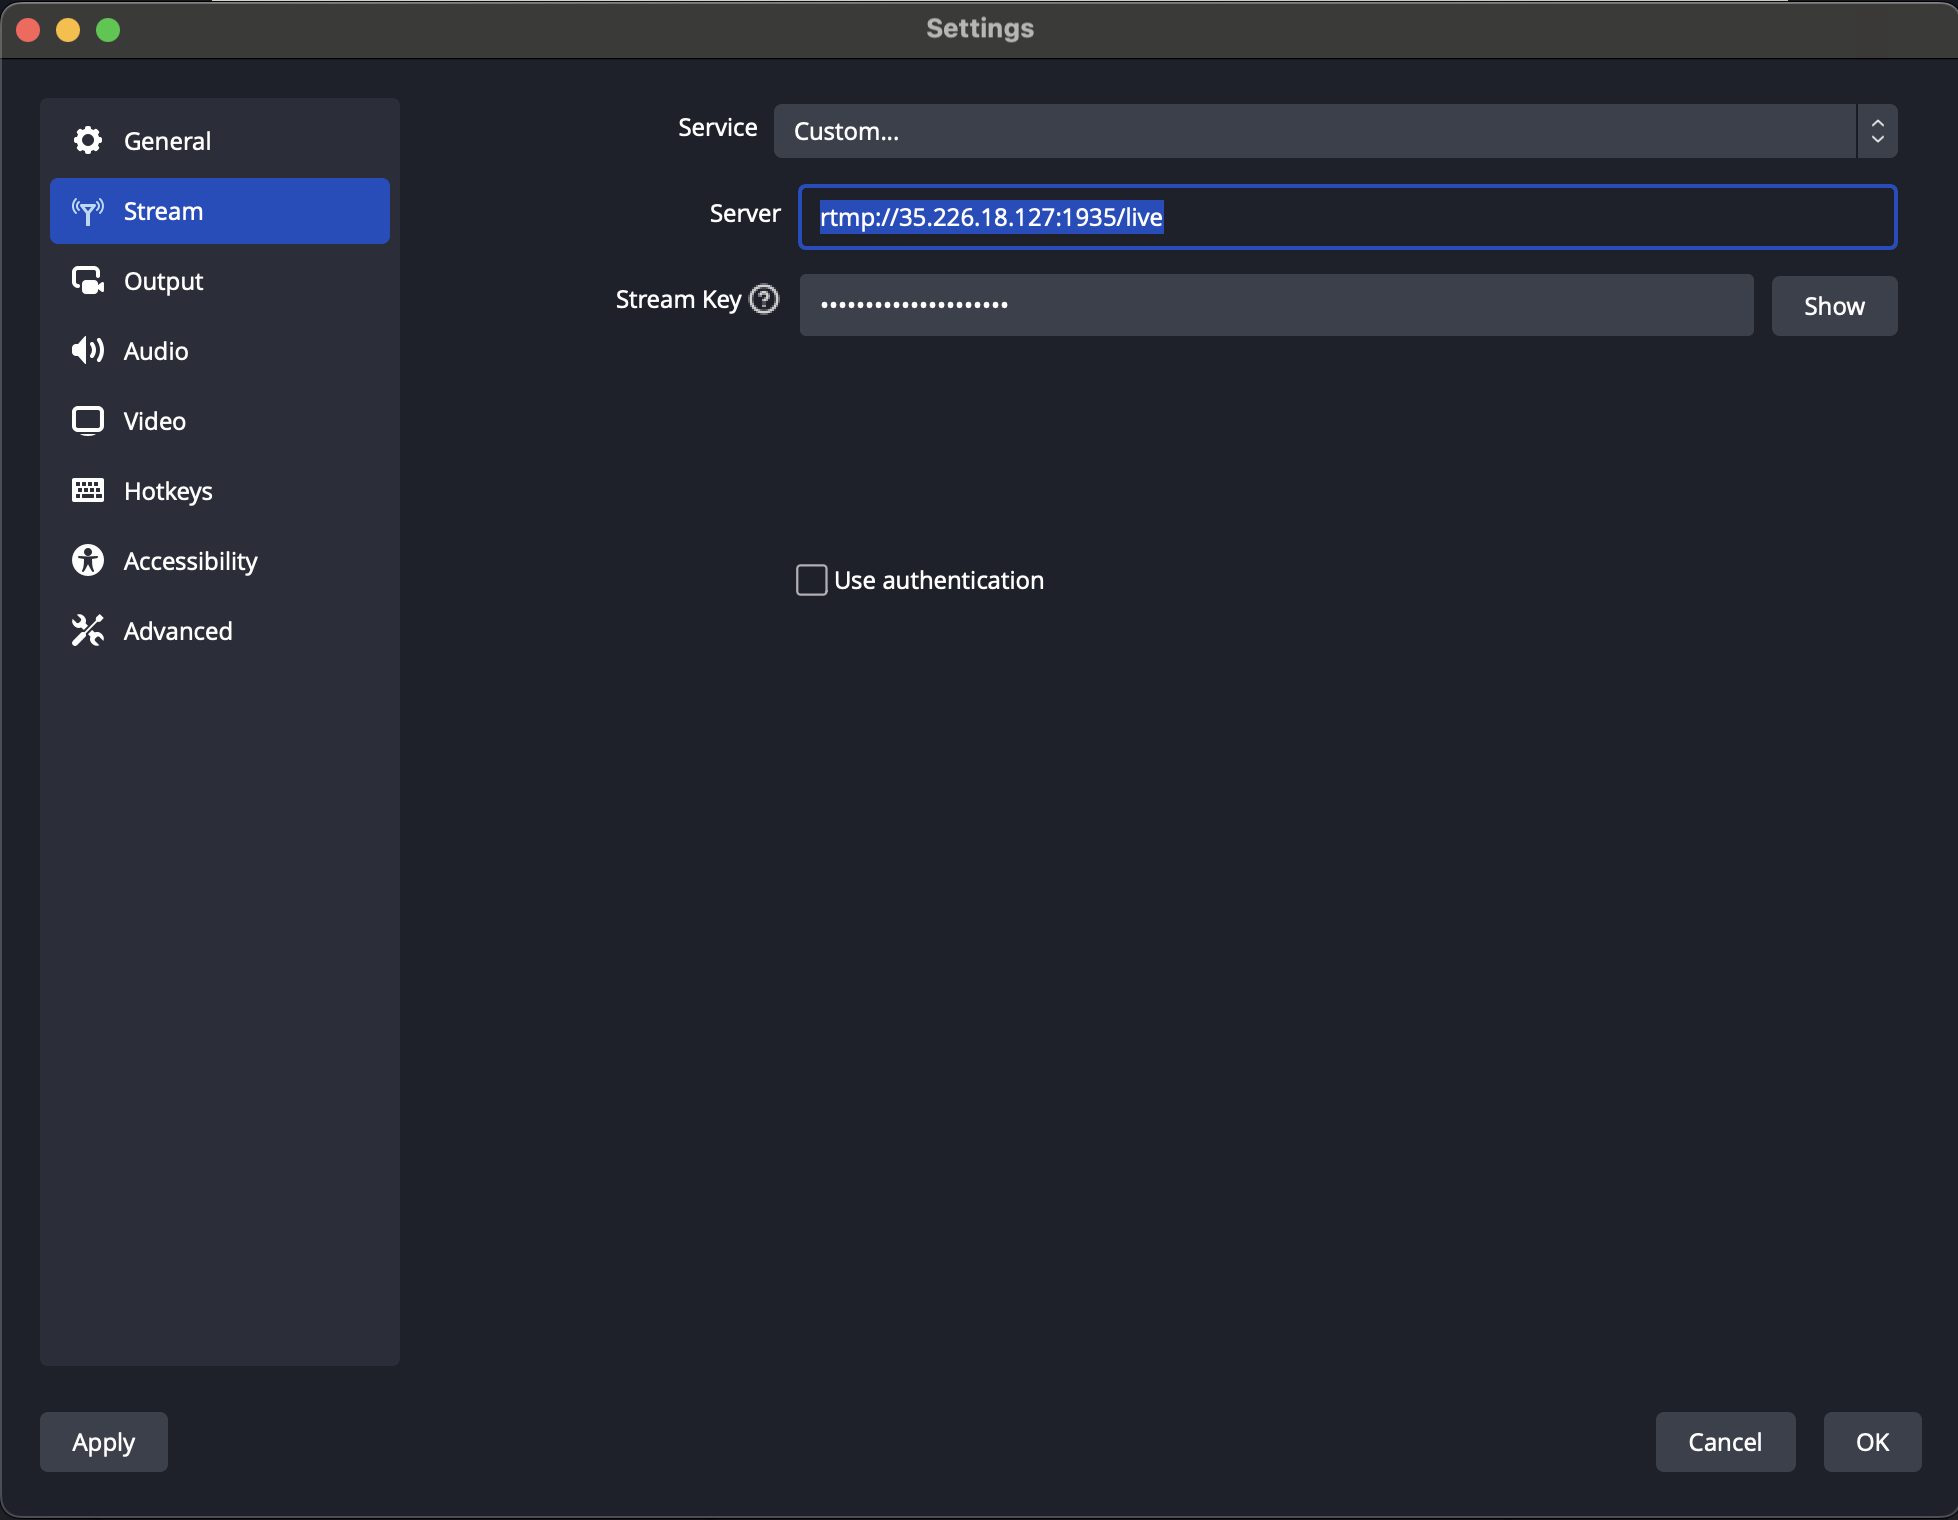 Settings
General
Stream
Output
Audio
Video
Hotkeys
Accessibility
Advanced
Service
Custom...
Server
rtmp://35.226.18.127:1935/live
Stream Key ?
•••••••••••••••••••••
Show
Use authentication
Apply
Cancel
OK